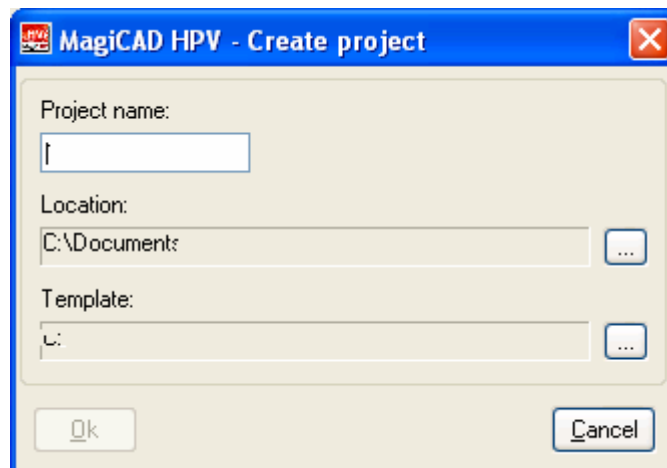 MagiCAD HPV - Create project
Project name:
Location:
C:\Documents
...
Template:
...
Ok
Cancel